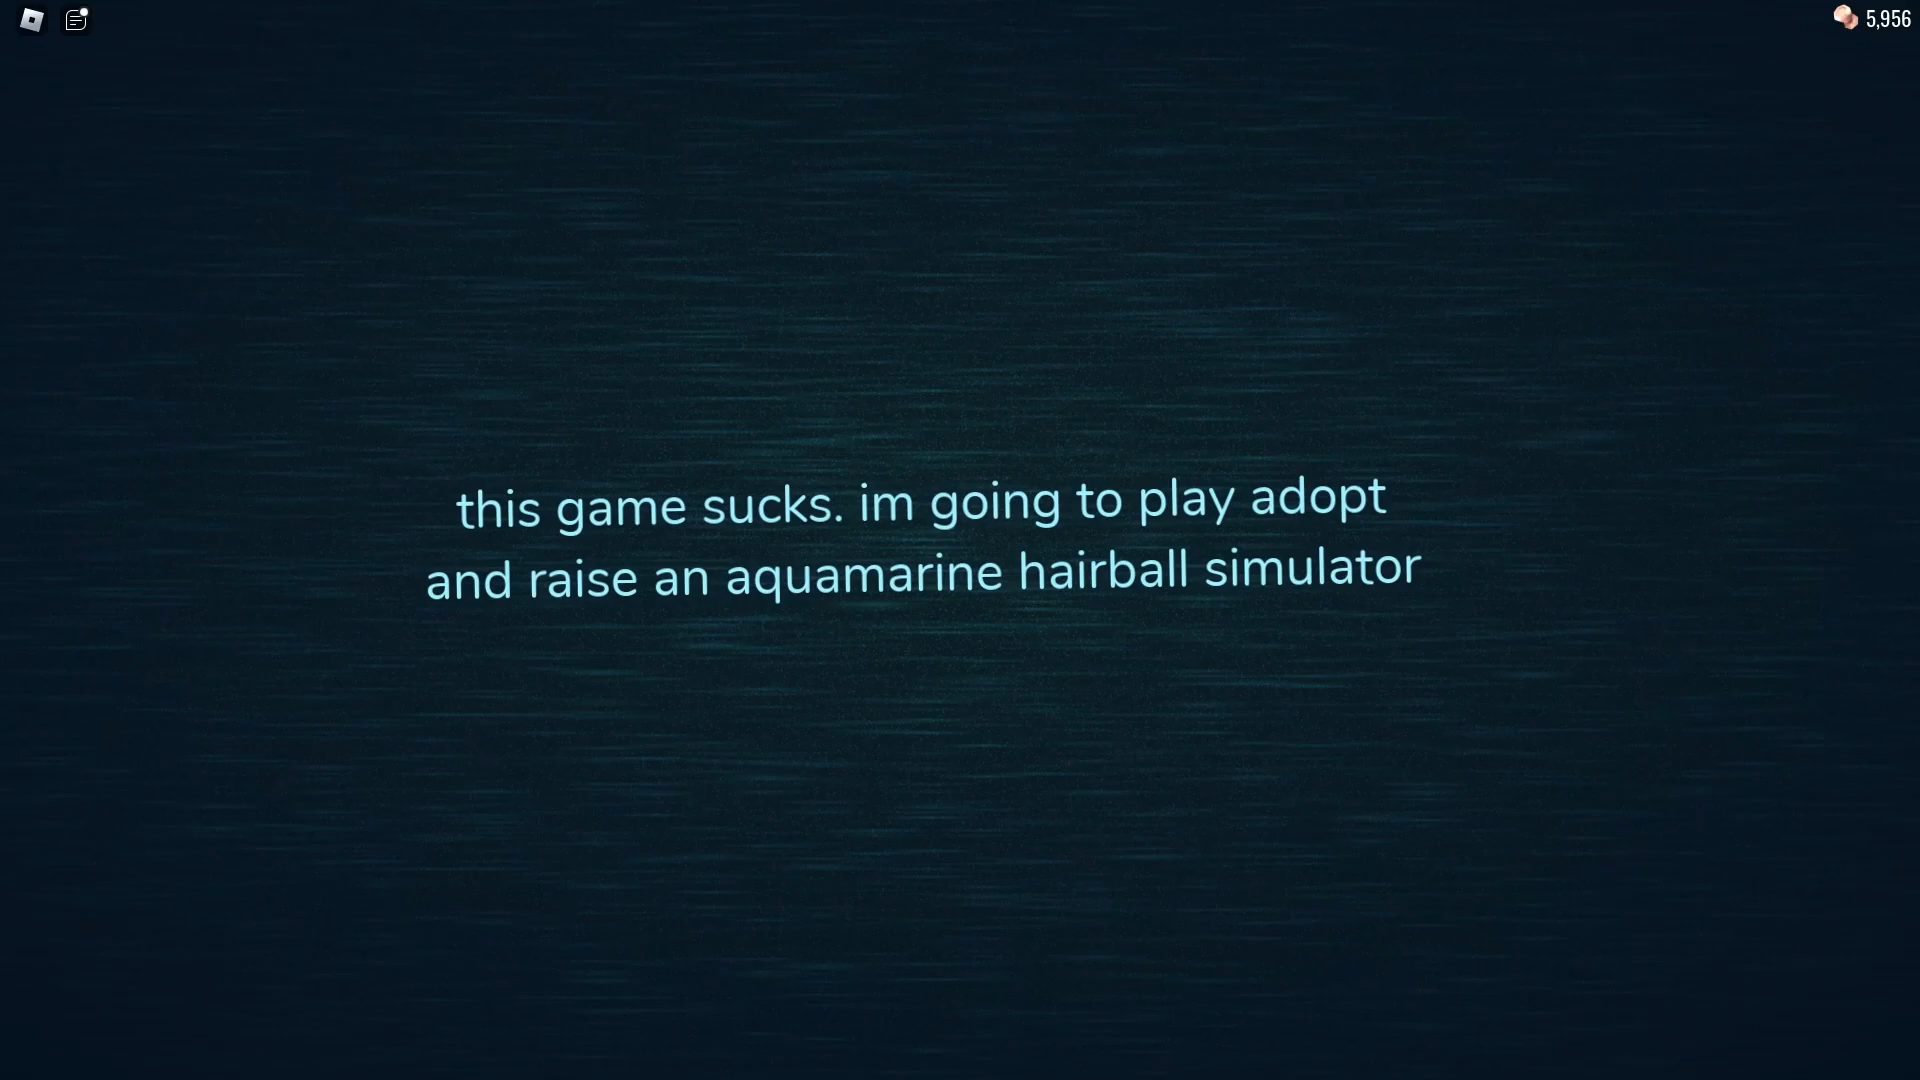 5,956
this game sucks. im going to play adopt
and raise an aquamarine hairball simulator